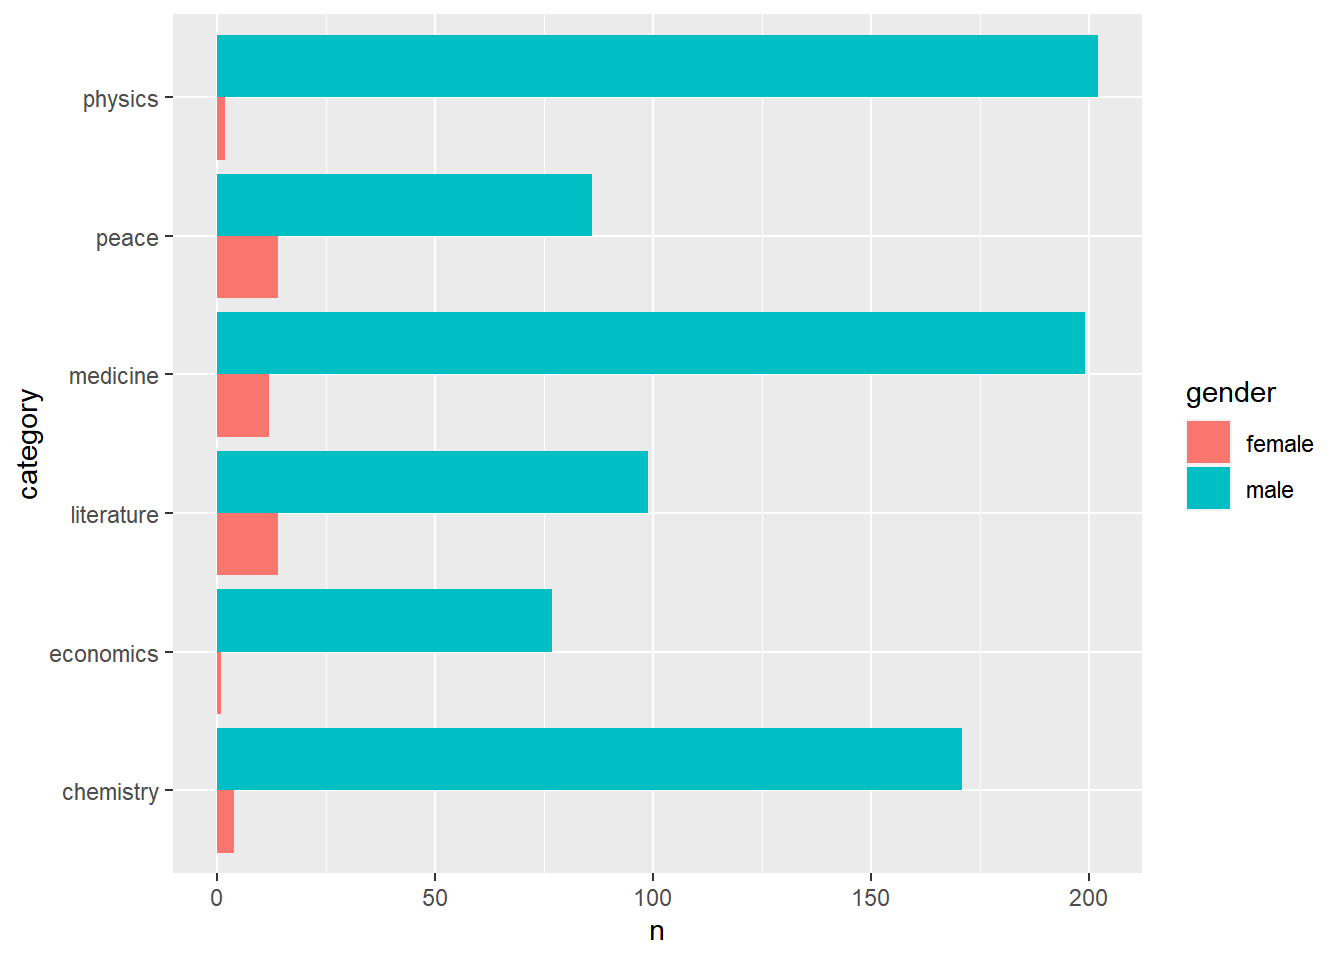 physics
peace
medicine
literature
economics
chemistry
category
0 50 100 150 200
n
gender
female
male